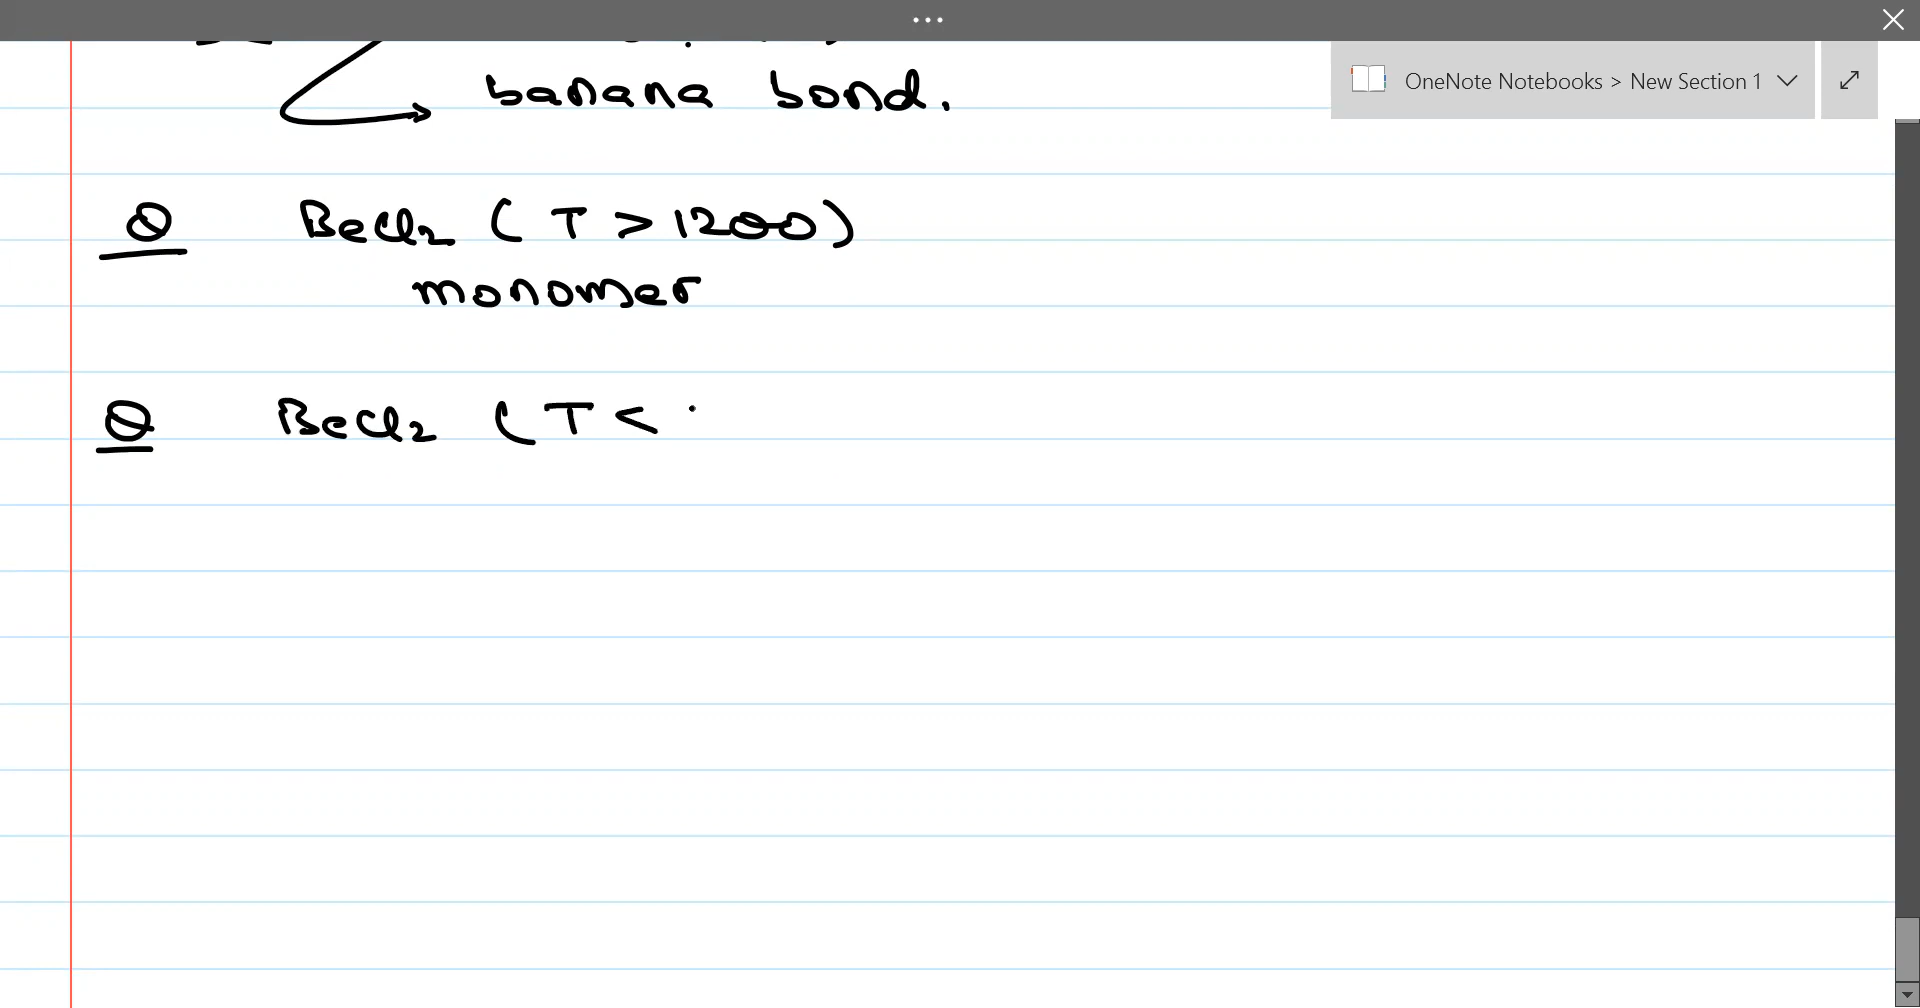 ...
OneNote Notebooks > New Section 1
banana bond.
Q BeCl₂ (T > 1200)
monomer
Q BeCl₂ (T <